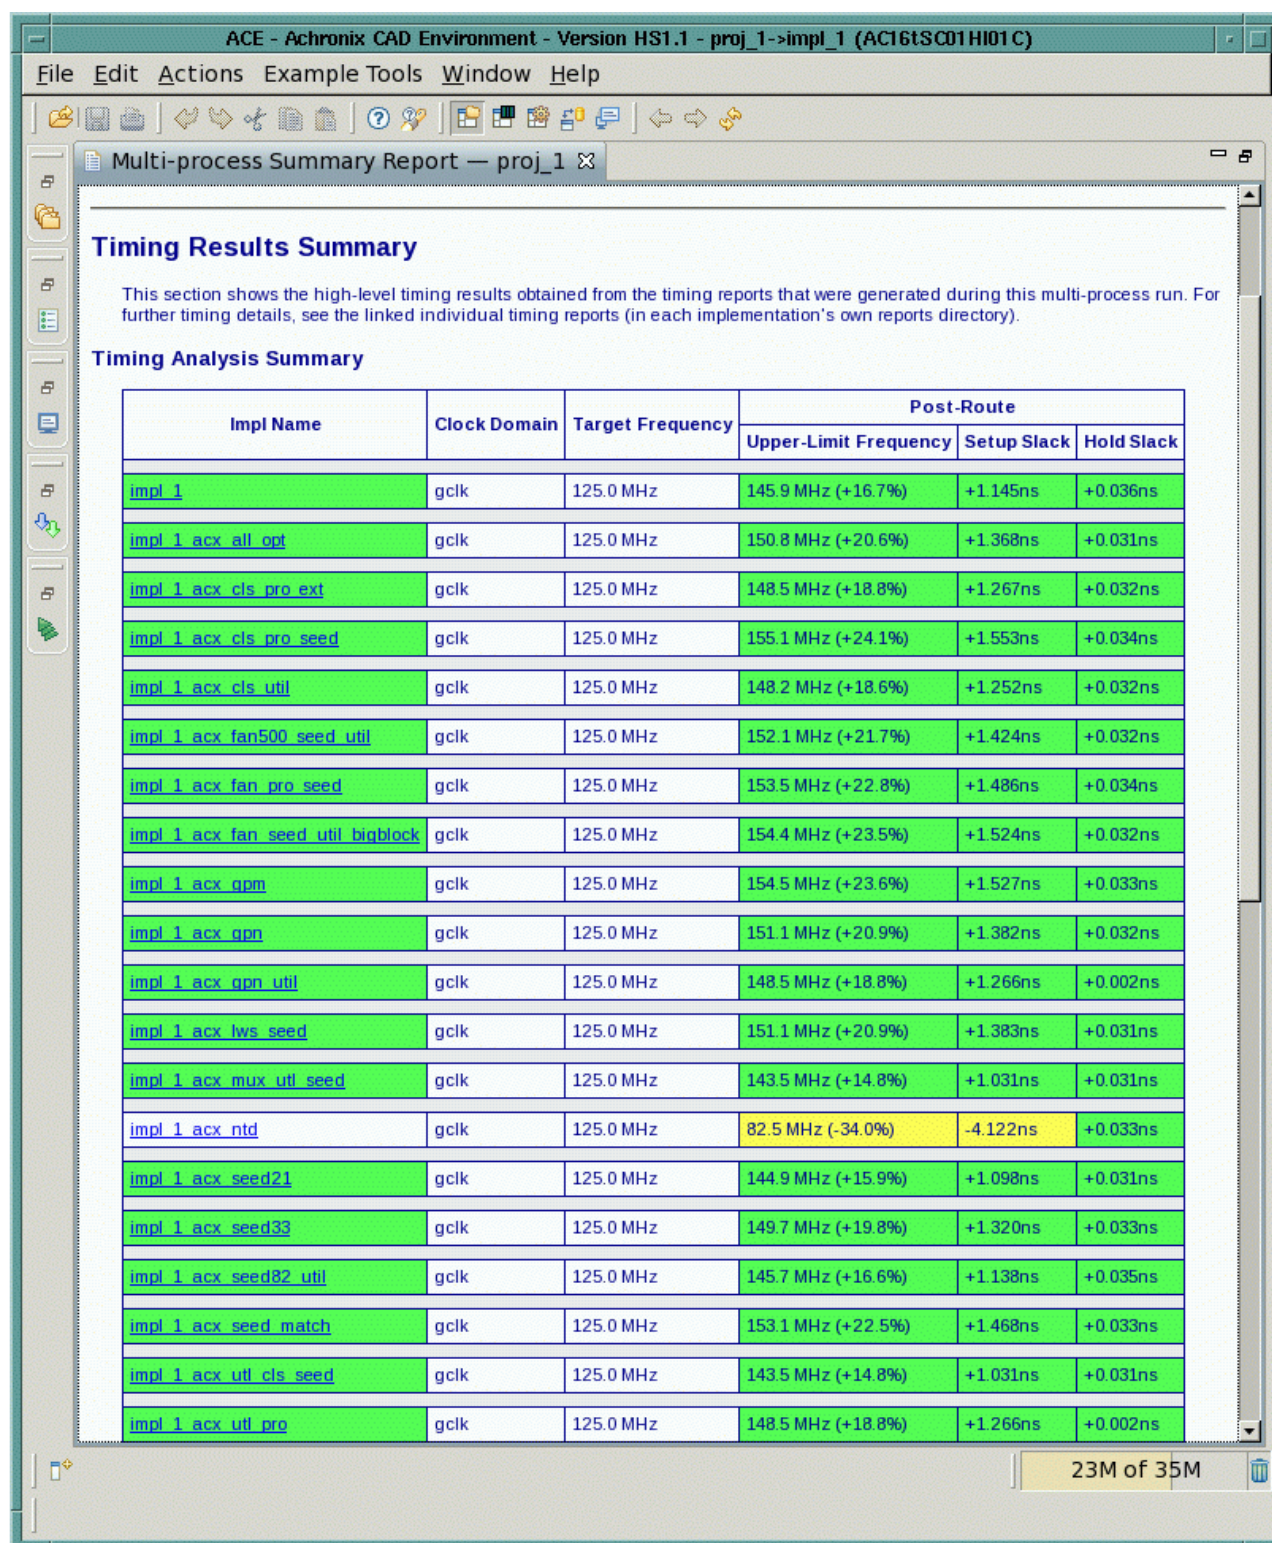 ACE - Achronix CAD Environment - Version HS1.1 - proj_1->impl_1 (AC16tSC01HI01C)
File Edit Actions Example Tools Window Help
Multi-process Summary Report — proj_1
Timing Results Summary
This section shows the high-level timing results obtained from the timing reports that were generated during this multi-process run. For
further timing details, see the linked individual timing reports (in each implementation's own reports directory).
Timing Analysis Summary
Impl Name Clock Domain Target Frequency Post-Route
Upper-Limit Frequency Setup Slack Hold Slack
impl_1 gclk 125.0 MHz 145.9 MHz (+16.7%) +1.145ns +0.036ns
impl_1_acx_all_opt gclk 125.0 MHz 150.8 MHz (+20.6%) +1.368ns +0.031ns
impl_1_acx_cls_pro_ext gclk 125.0 MHz 148.5 MHz (+18.8%) +1.267ns +0.032ns
impl_1_acx_cls_pro_seed gclk 125.0 MHz 155.1 MHz (+24.1%) +1.553ns +0.034ns
impl_1_acx_cls_util gclk 125.0 MHz 148.2 MHz (+18.6%) +1.252ns +0.032ns
impl_1_acx_fan500_seed_util gclk 125.0 MHz 152.1 MHz (+21.7%) +1.424ns +0.032ns
impl_1_acx_fan_pro_seed gclk 125.0 MHz 153.5 MHz (+22.8%) +1.486ns +0.034ns
impl_1_acx_fan_seed_util_bigblock gclk 125.0 MHz 154.4 MHz (+23.5%) +1.524ns +0.032ns
impl_1_acx_gpm gclk 125.0 MHz 154.5 MHz (+23.6%) +1.527ns +0.033ns
impl_1_acx_gpn gclk 125.0 MHz 151.1 MHz (+20.9%) +1.382ns +0.032ns
impl_1_acx_gpn_util gclk 125.0 MHz 148.5 MHz (+18.8%) +1.266ns +0.002ns
impl_1_acx_lws_seed gclk 125.0 MHz 151.1 MHz (+20.9%) +1.383ns +0.031ns
impl_1_acx_mux_utl_seed gclk 125.0 MHz 143.5 MHz (+14.8%) +1.031ns +0.031ns
impl_1_acx_ntd gclk 125.0 MHz 82.5 MHz (-34.0%) -4.122ns +0.033ns
impl_1_acx_seed21 gclk 125.0 MHz 144.9 MHz (+15.9%) +1.098ns +0.031ns
impl_1_acx_seed33 gclk 125.0 MHz 149.7 MHz (+19.8%) +1.320ns +0.033ns
impl_1_acx_seed82_util gclk 125.0 MHz 145.7 MHz (+16.6%) +1.138ns +0.035ns
impl_1_acx_seed_match gclk 125.0 MHz 153.1 MHz (+22.5%) +1.468ns +0.033ns
impl_1_acx_utl_cls_seed gclk 125.0 MHz 143.5 MHz (+14.8%) +1.031ns +0.031ns
impl_1_acx_utl_pro gclk 125.0 MHz 148.5 MHz (+18.8%) +1.266ns +0.002ns
23M of 35M